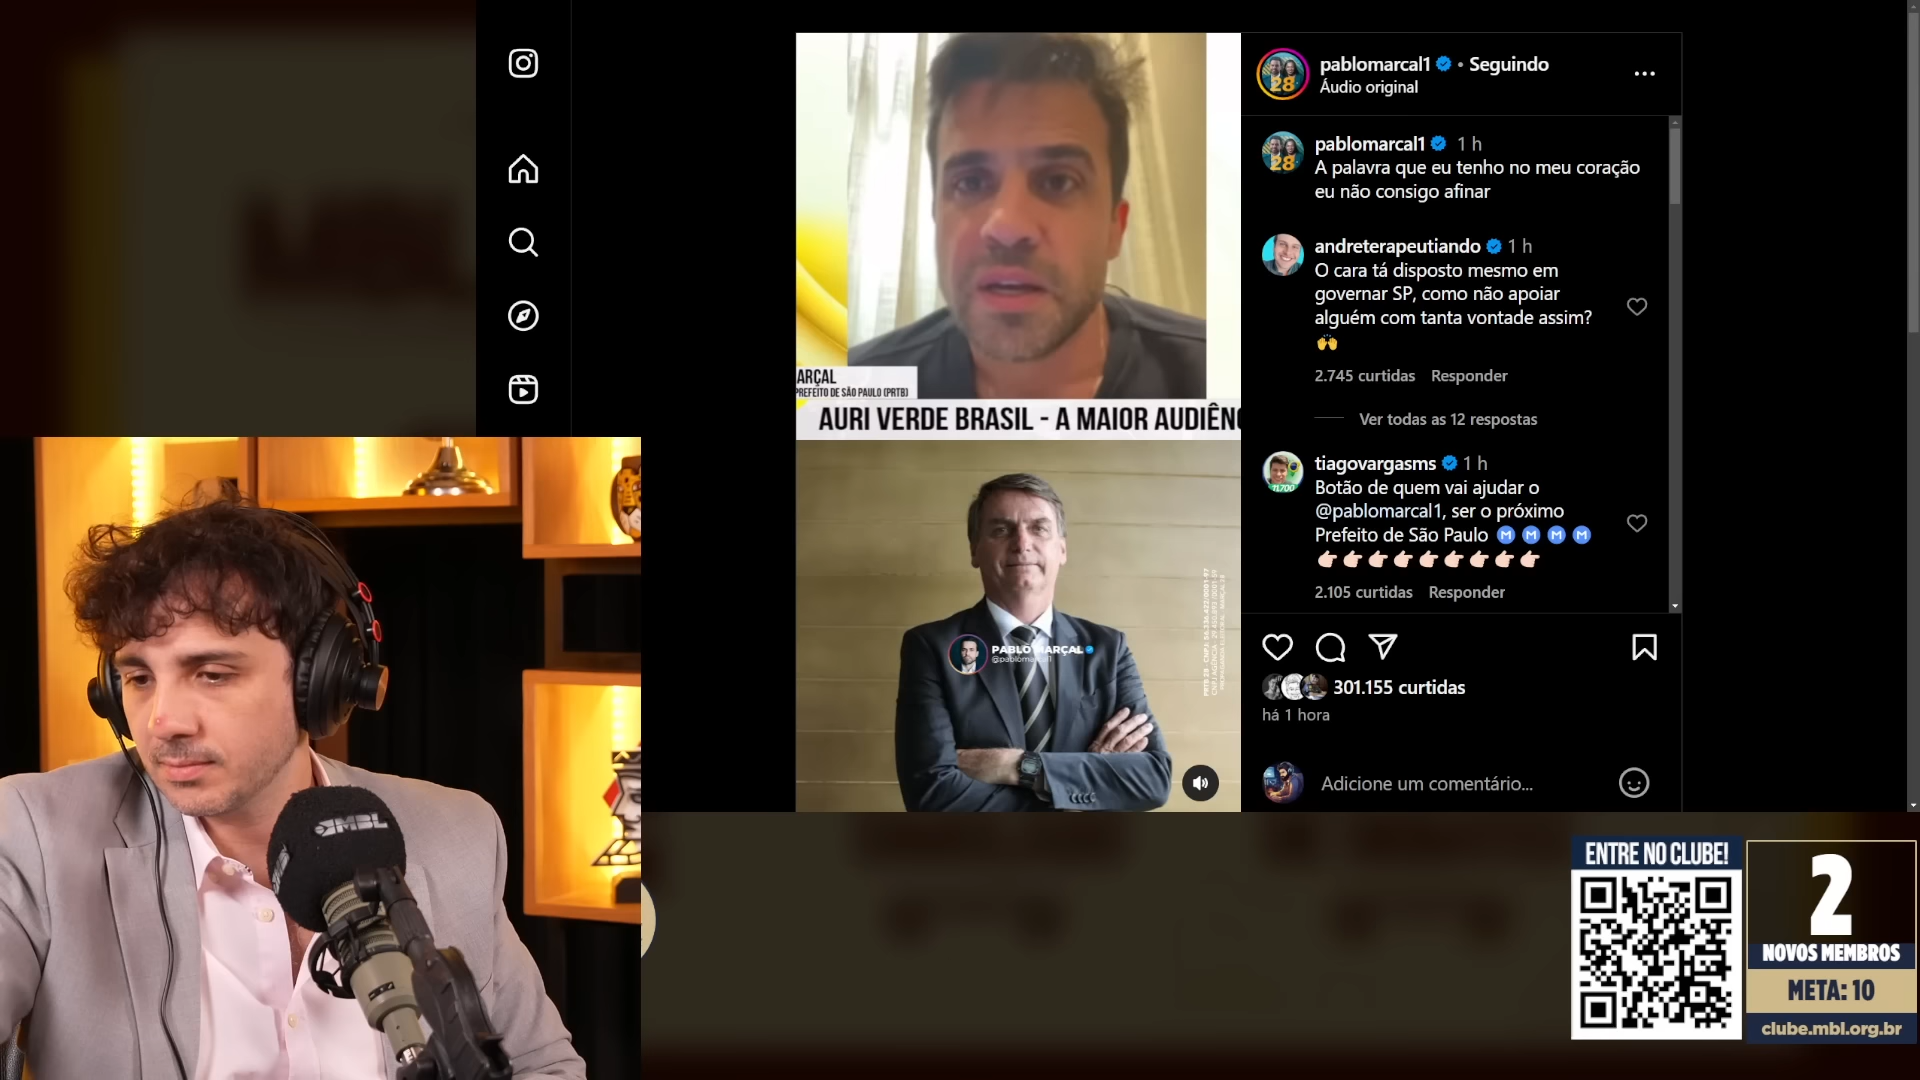 pablomarcal1 • Seguindo
Áudio original
28
pablomarcal1 1 h
A palavra que eu tenho no meu coração
eu não consigo afinar
28
andreterapeutiando 1 h
O cara tá disposto mesmo em
governar SP, como não apoiar
alguém com tanta vontade assim?
🙌
2.745 curtidas Responder
Ver todas as 12 respostas
tiagovargasms 1 h
Botão de quem vai ajudar o
@pablomarcal1, ser o próximo
Prefeito de São Paulo Ⓜ️Ⓜ️Ⓜ️Ⓜ️
👉🏻👉🏻👉🏻👉🏻👉🏻👉🏻👉🏻👉🏻👉🏻
2.105 curtidas Responder
301.155 curtidas
há 1 hora
Adicione um comentário...
ARÇAL
PREFEITO DE SÃO PAULO (PRTB)
AURI VERDE BRASIL - A MAIOR AUDIÊN
PABLO MARÇAL
@pablomarcal1
MBL
ENTRE NO CLUBE!
2
NOVOS MEMBROS
META: 10
clube.mbl.org.br